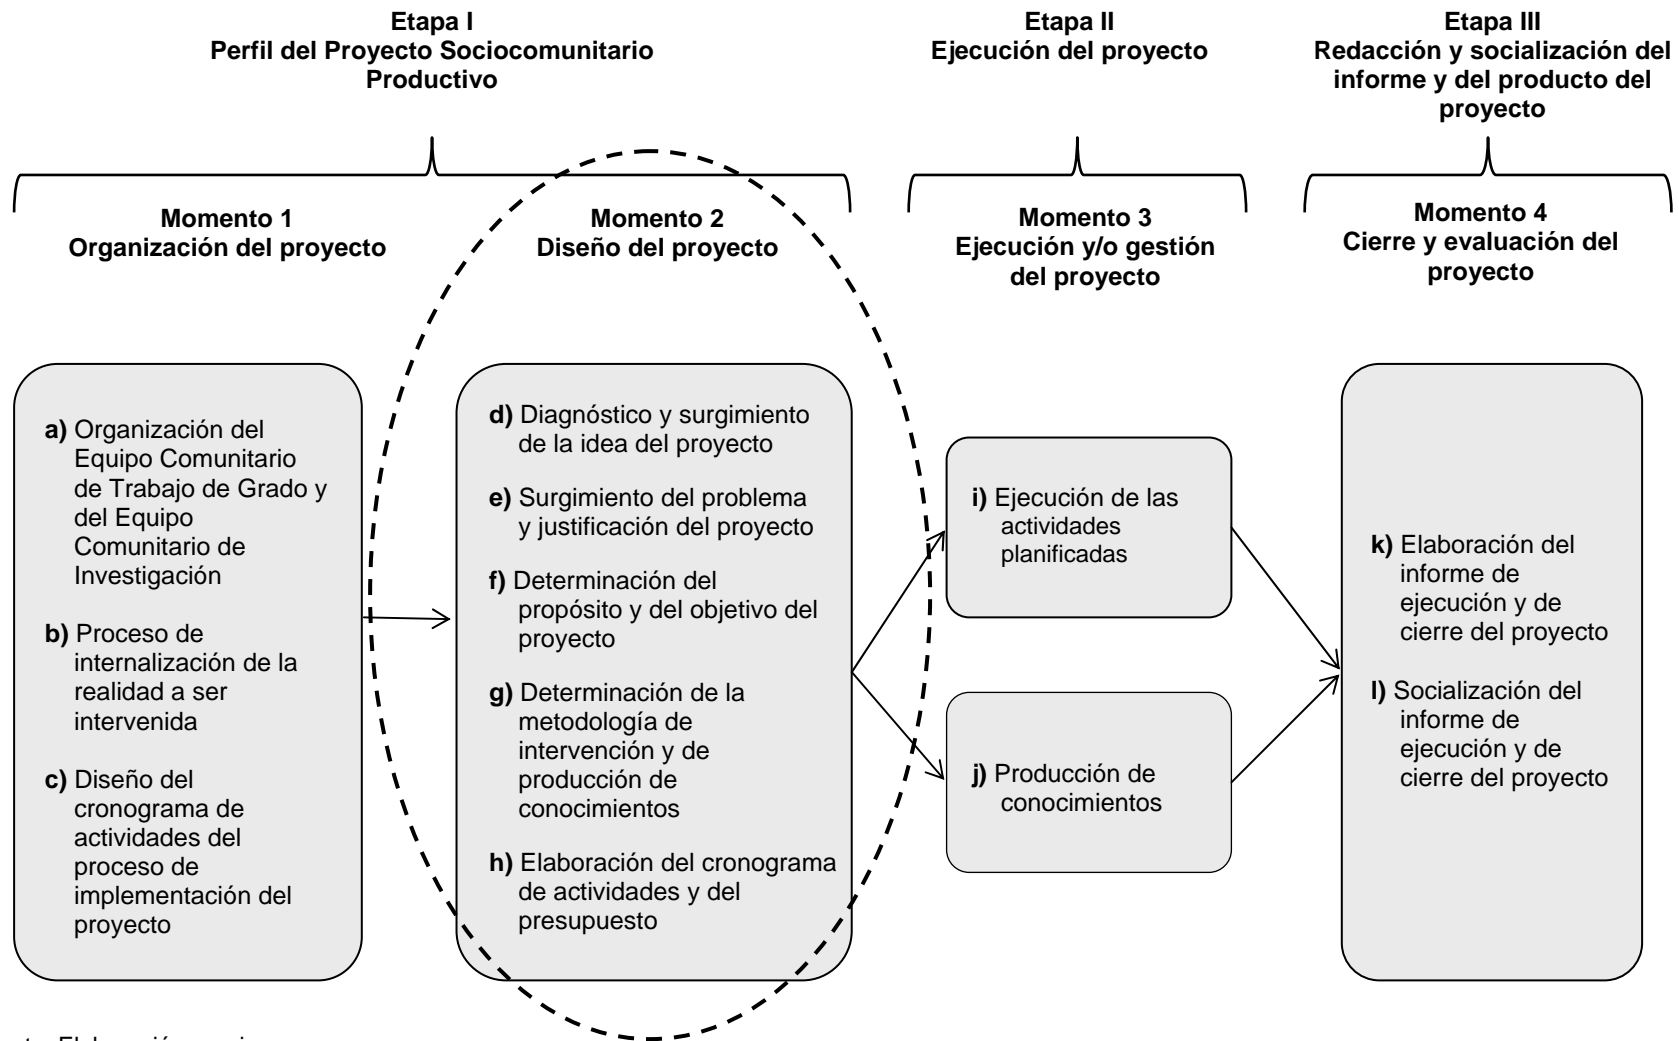 Etapa I
Perfil del Proyecto Sociocomunitario
Productivo
Etapa II
Ejecución del proyecto
Etapa III
Redacción y socialización del
informe y del producto del
proyecto
Momento 1
Organización del proyecto
Momento 2
Diseño del proyecto
Momento 3
Ejecución y/o gestión
del proyecto
Momento 4
Cierre y evaluación del
proyecto
a) Organización del
Equipo Comunitario
de Trabajo de Grado y
del Equipo
Comunitario de
Investigación
b) Proceso de
internalización de la
realidad a ser
intervenida
c) Diseño del
cronograma de
actividades del
proceso de
implementación del
proyecto
d) Diagnóstico y surgimiento
de la idea del proyecto
e) Surgimiento del problema
y justificación del proyecto
f) Determinación del
propósito y del objetivo del
proyecto
g) Determinación de la
metodología de
intervención y de
producción de
conocimientos
h) Elaboración del cronograma
de actividades y del
presupuesto
i) Ejecución de las
actividades
planificadas
j) Producción de
conocimientos
k) Elaboración del
informe de
ejecución y de
cierre del proyecto
l) Socialización del
informe de
ejecución y de
cierre del proyecto